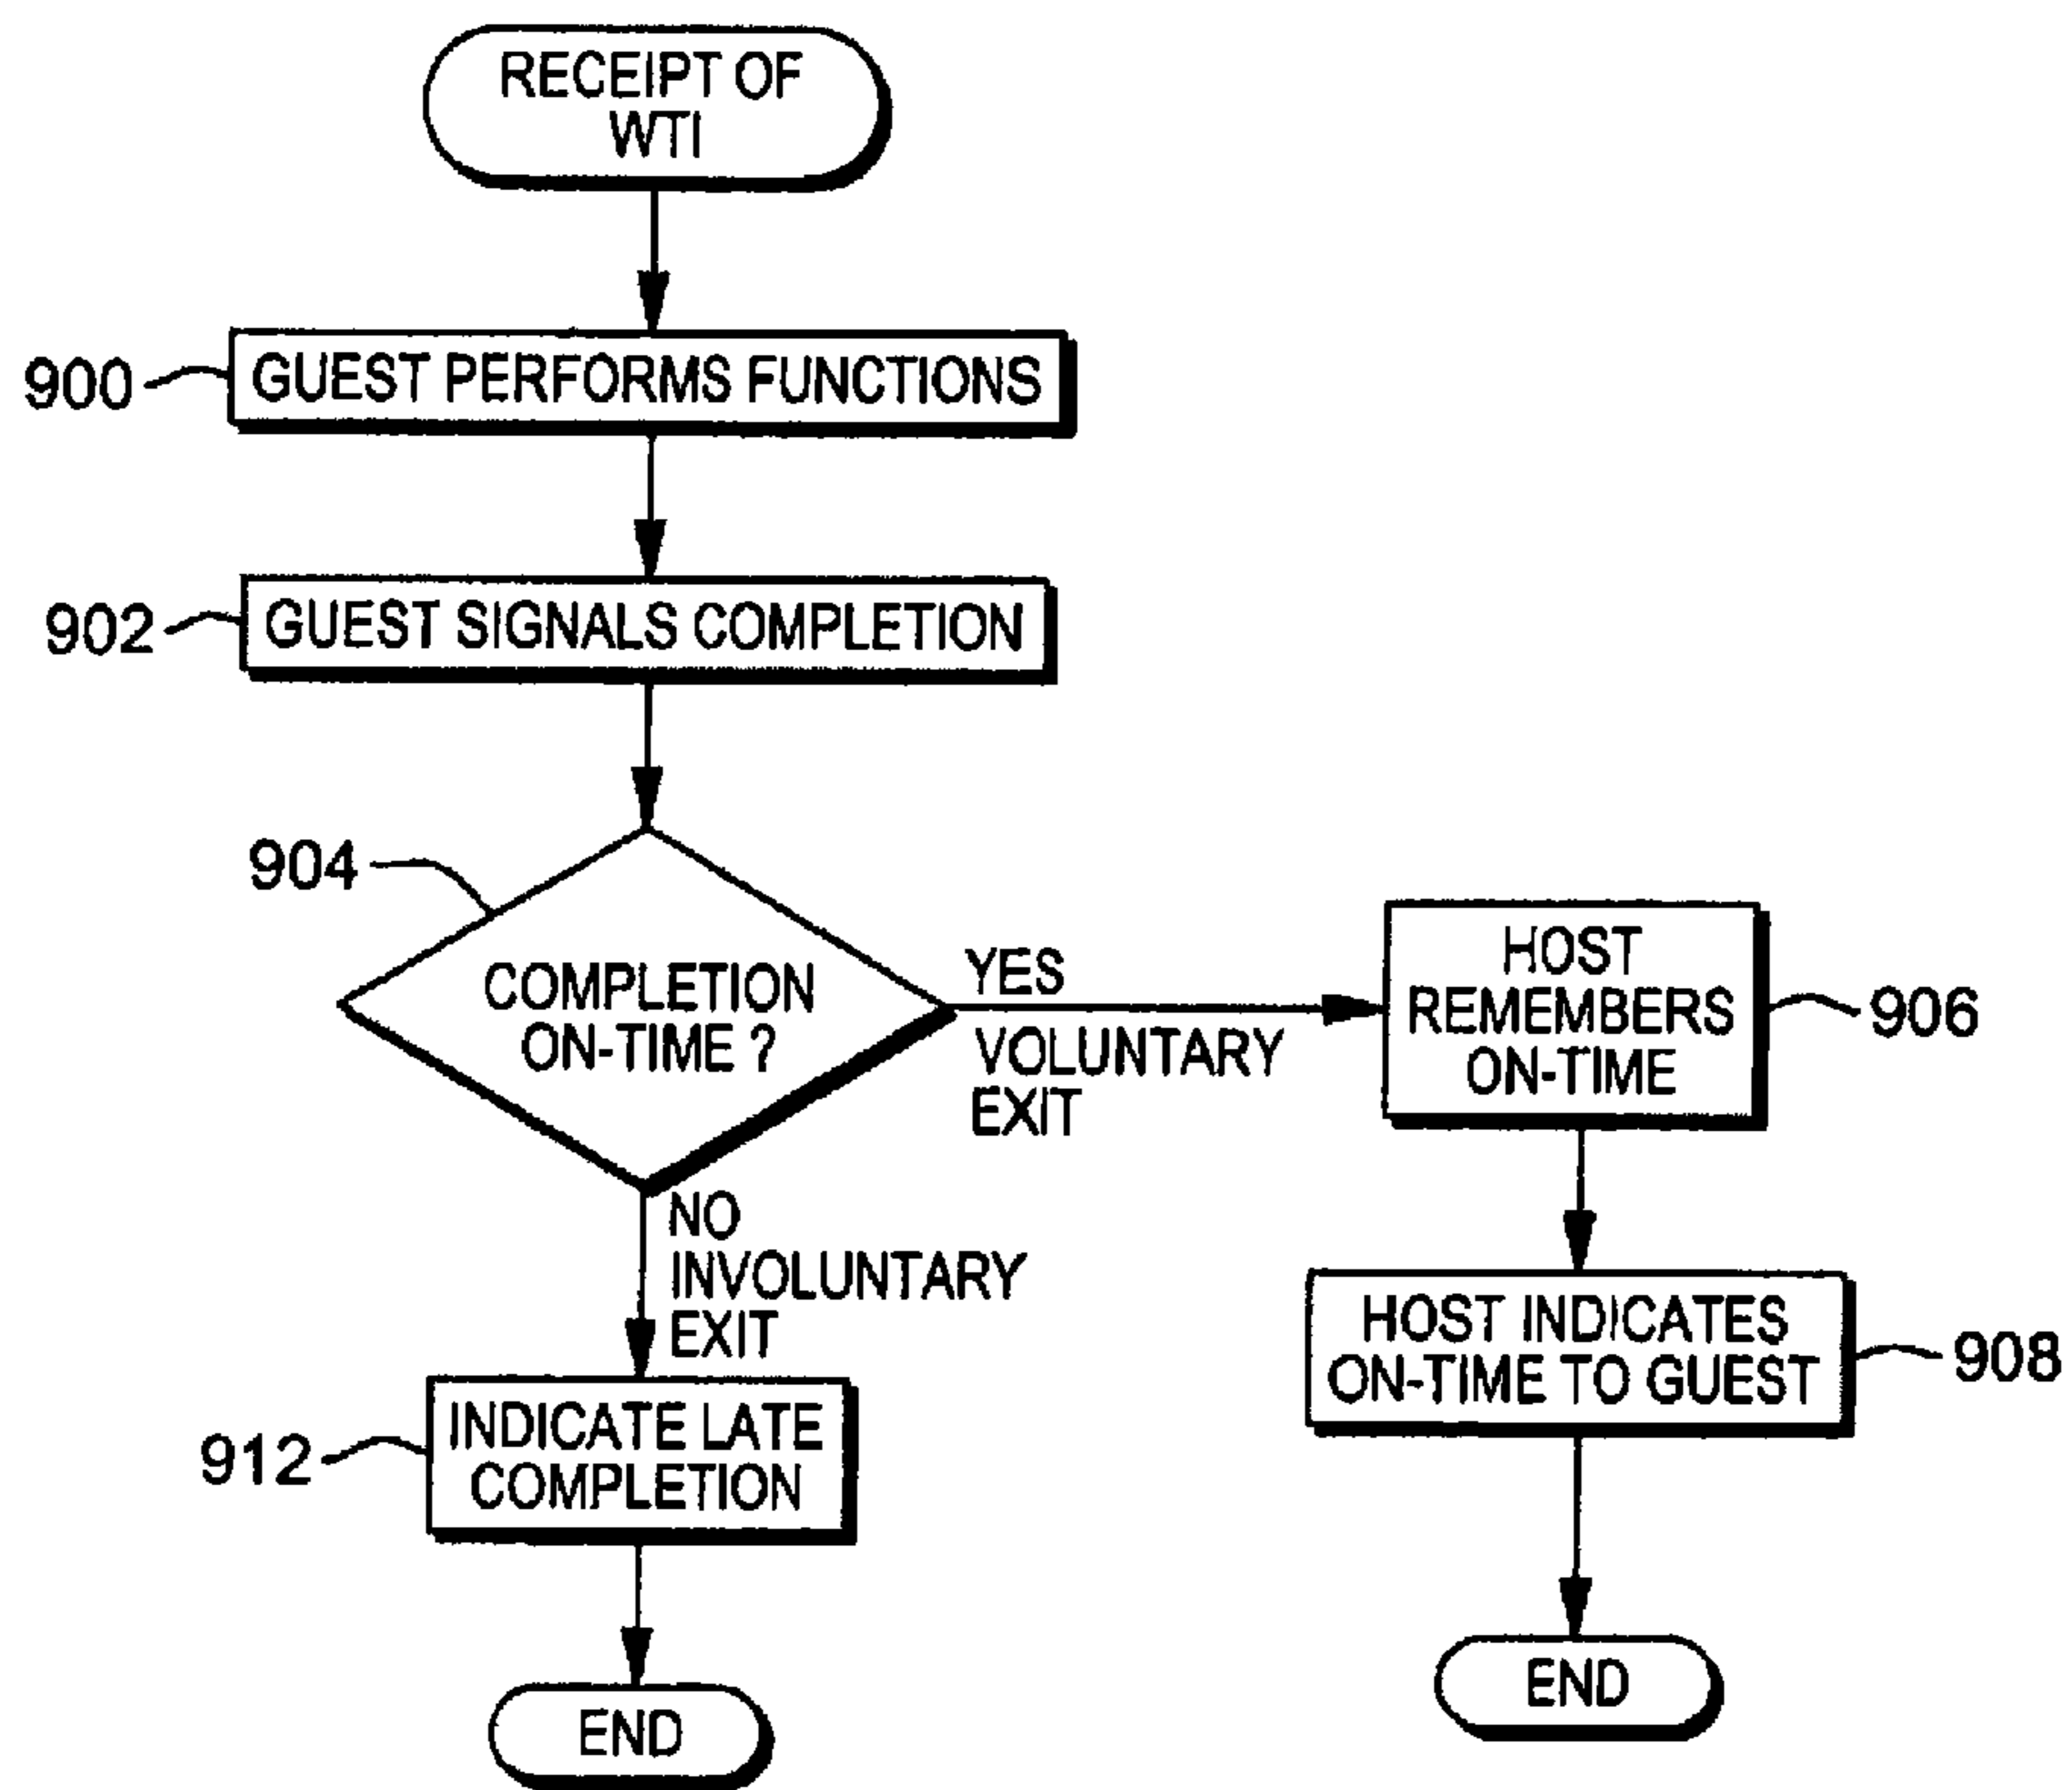 RECEIPT OF
WTI
900
GUEST PERFORMS FUNCTIONS
902
GUEST SIGNALS COMPLETION
904
COMPLETION
ON-TIME ?
YES
VOLUNTARY
EXIT
HOST
REMEMBERS
ON-TIME
906
NO
INVOLUNTARY
EXIT
HOST INDICATES
ON-TIME TO GUEST
908
912
INDICATE LATE
COMPLETION
END
END